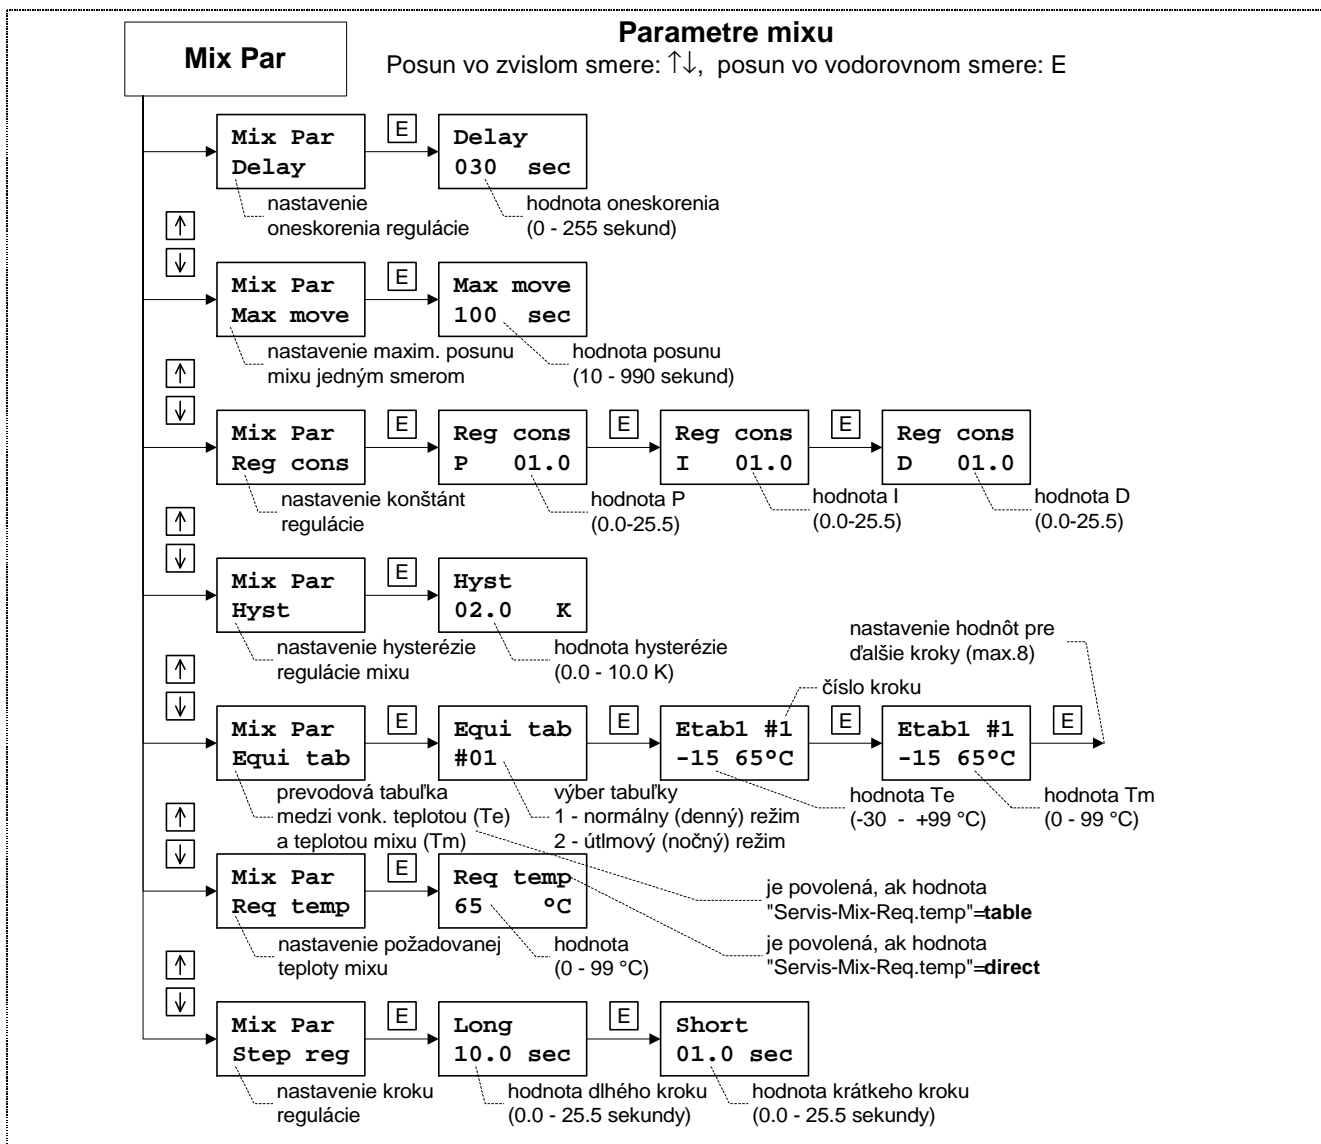 Mix Par
Parametre mixu
Posun vo zvislom smere: ↑↓, posun vo vodorovnom smere: E
Mix Par
Delay
E
Delay
030 sec
nastavenie
oneskorenia regulácie
hodnota oneskorenia
(0 - 255 sekund)
↑
↓
Mix Par
Max move
E
Max move
100 sec
nastavenie maxim. posunu
mixu jedným smerom
hodnota posunu
(10 - 990 sekund)
↑
↓
Mix Par
Reg cons
E
Reg cons
P 01.0
E
Reg cons
I 01.0
E
Reg cons
D 01.0
nastavenie konštánt
regulácie
hodnota P
(0.0-25.5)
hodnota I
(0.0-25.5)
hodnota D
(0.0-25.5)
↑
↓
Mix Par
Hyst
E
Hyst
02.0 K
nastavenie hysterézie
regulácie mixu
hodnota hysterézie
(0.0 - 10.0 K)
nastavenie hodnôt pre
ďalšie kroky (max.8)
číslo kroku
↑
↓
Mix Par
Equi tab
E
Equi tab
#01
E
Etab1 #1
-15 65°C
E
Etab1 #1
-15 65°C
E
prevodová tabuľka
medzi vonk. teplotou (Te)
a teplotou mixu (Tm)
výber tabuľky
1 - normálny (denný) režim
2 - útlmový (nočný) režim
hodnota Te
(-30 - +99 °C)
hodnota Tm
(0 - 99 °C)
↑
↓
Mix Par
Req temp
E
Req temp
65 °C
nastavenie požadovanej
teploty mixu
hodnota
(0 - 99 °C)
je povolená, ak hodnota
"Servis-Mix-Req.temp"=table
je povolená, ak hodnota
"Servis-Mix-Req.temp"=direct
↑
↓
Mix Par
Step reg
E
Long
10.0 sec
E
Short
01.0 sec
nastavenie kroku
regulácie
hodnota dlhého kroku
(0.0 - 25.5 sekundy)
hodnota krátkeho kroku
(0.0 - 25.5 sekundy)